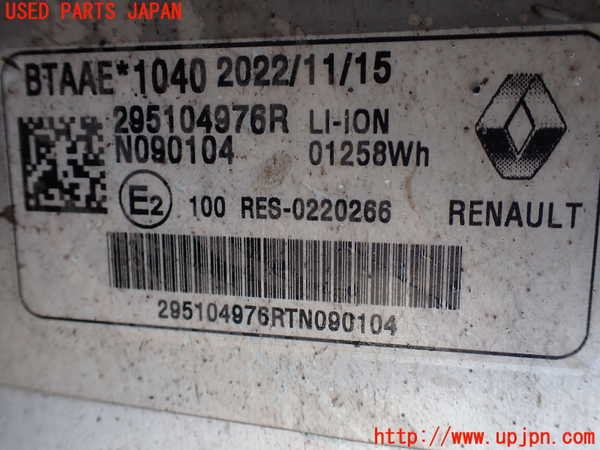 USED PARTS JAPAN
BTAAE*1040 2022/11/15
295104976R LI-ION
N090104 01258Wh
E2 100 RES-0220266 RENAULT
295104976RTN090104
http://www.upjpn.com/